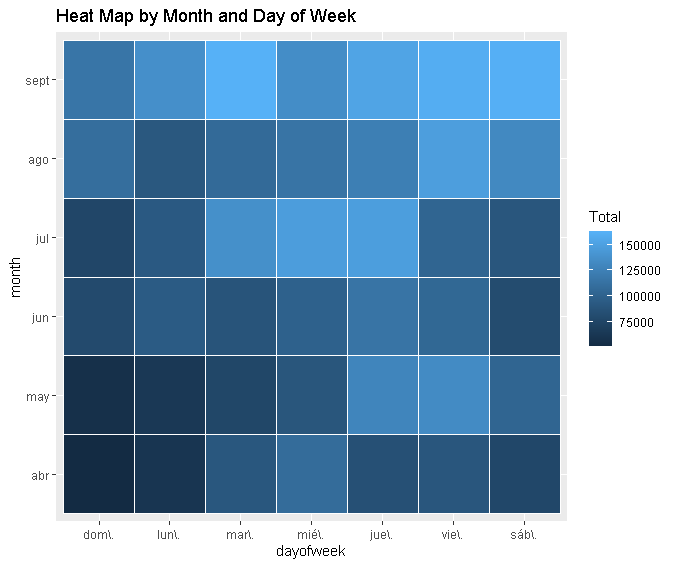 Heat Map by Month and Day of Week
sept
ago
jul
jun
may
abr
month
dom\.
lun\.
mar\.
mié\.
jue\.
vie\.
sáb\.
dayofweek
Total
150000
125000
100000
75000